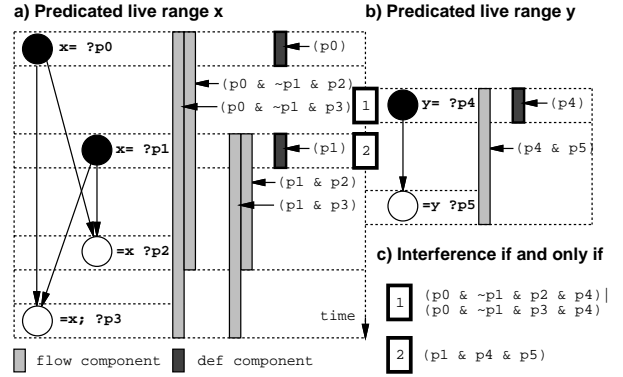 a) Predicated live range x
b) Predicated live range y
x= ?p0
(p0)
(p0 & ~p1 & p2)
(p0 & ~p1 & p3)
1
y= ?p4
(p4)
x= ?p1
(p1)
2
(p4 & p5)
(p1 & p2)
(p1 & p3)
=y ?p5
=x ?p2
c) Interference if and only if
1
(p0 & ~p1 & p2 & p4)|
(p0 & ~p1 & p3 & p4)
=x; ?p3
time
2
(p1 & p4 & p5)
flow component
def component